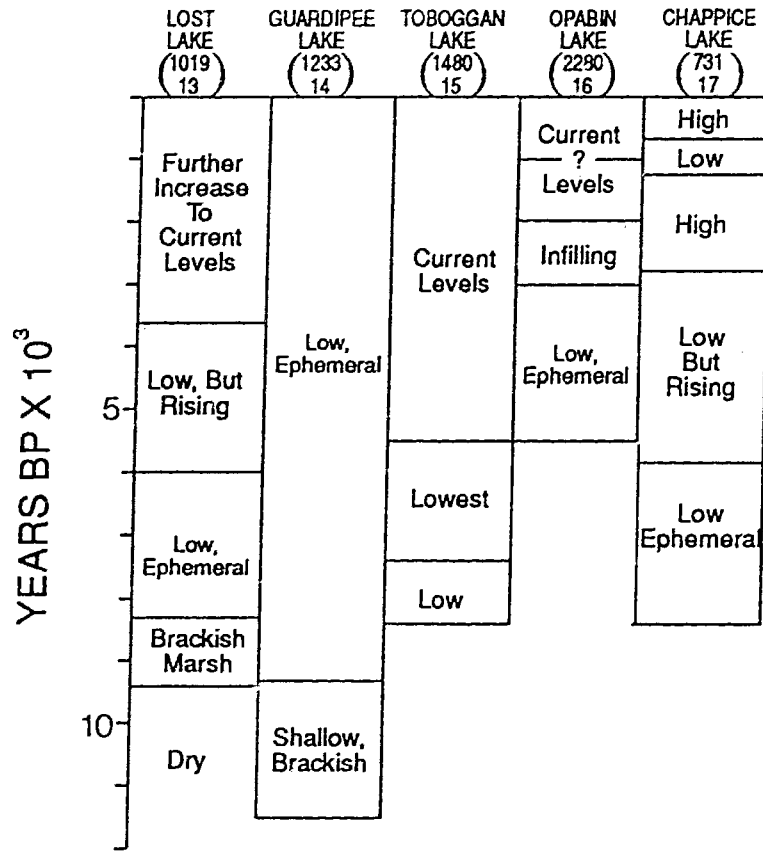 LOST
LAKE
(1019
13)
GUARDIPEE
LAKE
(1233
14)
TOBOGGAN
LAKE
(1480
15)
OPABIN
LAKE
(2280
16)
CHAPPICE
LAKE
(731
17)
YEARS BP X 10³
5
10
Further
Increase
To
Current
Levels
Low, But
Rising
Low,
Ephemeral
Brackish
Marsh
Dry
Low,
Ephemeral
Shallow,
Brackish
Current
Levels
Lowest
Low
Current
?
Levels
Infilling
Low,
Ephemeral
High
Low
High
Low
But
Rising
Low
Ephemeral